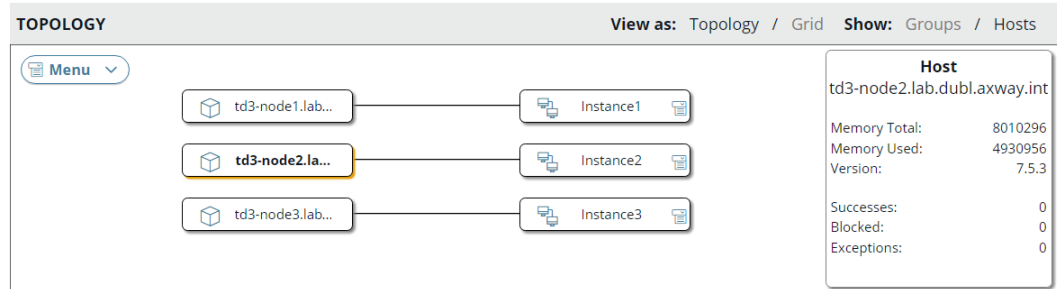 TOPOLOGY View as: Topology / Grid Show: Groups / Hosts
Menu
td3-node1.lab... Instance1
td3-node2.la... Instance2
td3-node3.lab... Instance3
Host
td3-node2.lab.dubl.axway.int
Memory Total: 8010296
Memory Used: 4930956
Version: 7.5.3
Successes: 0
Blocked: 0
Exceptions: 0